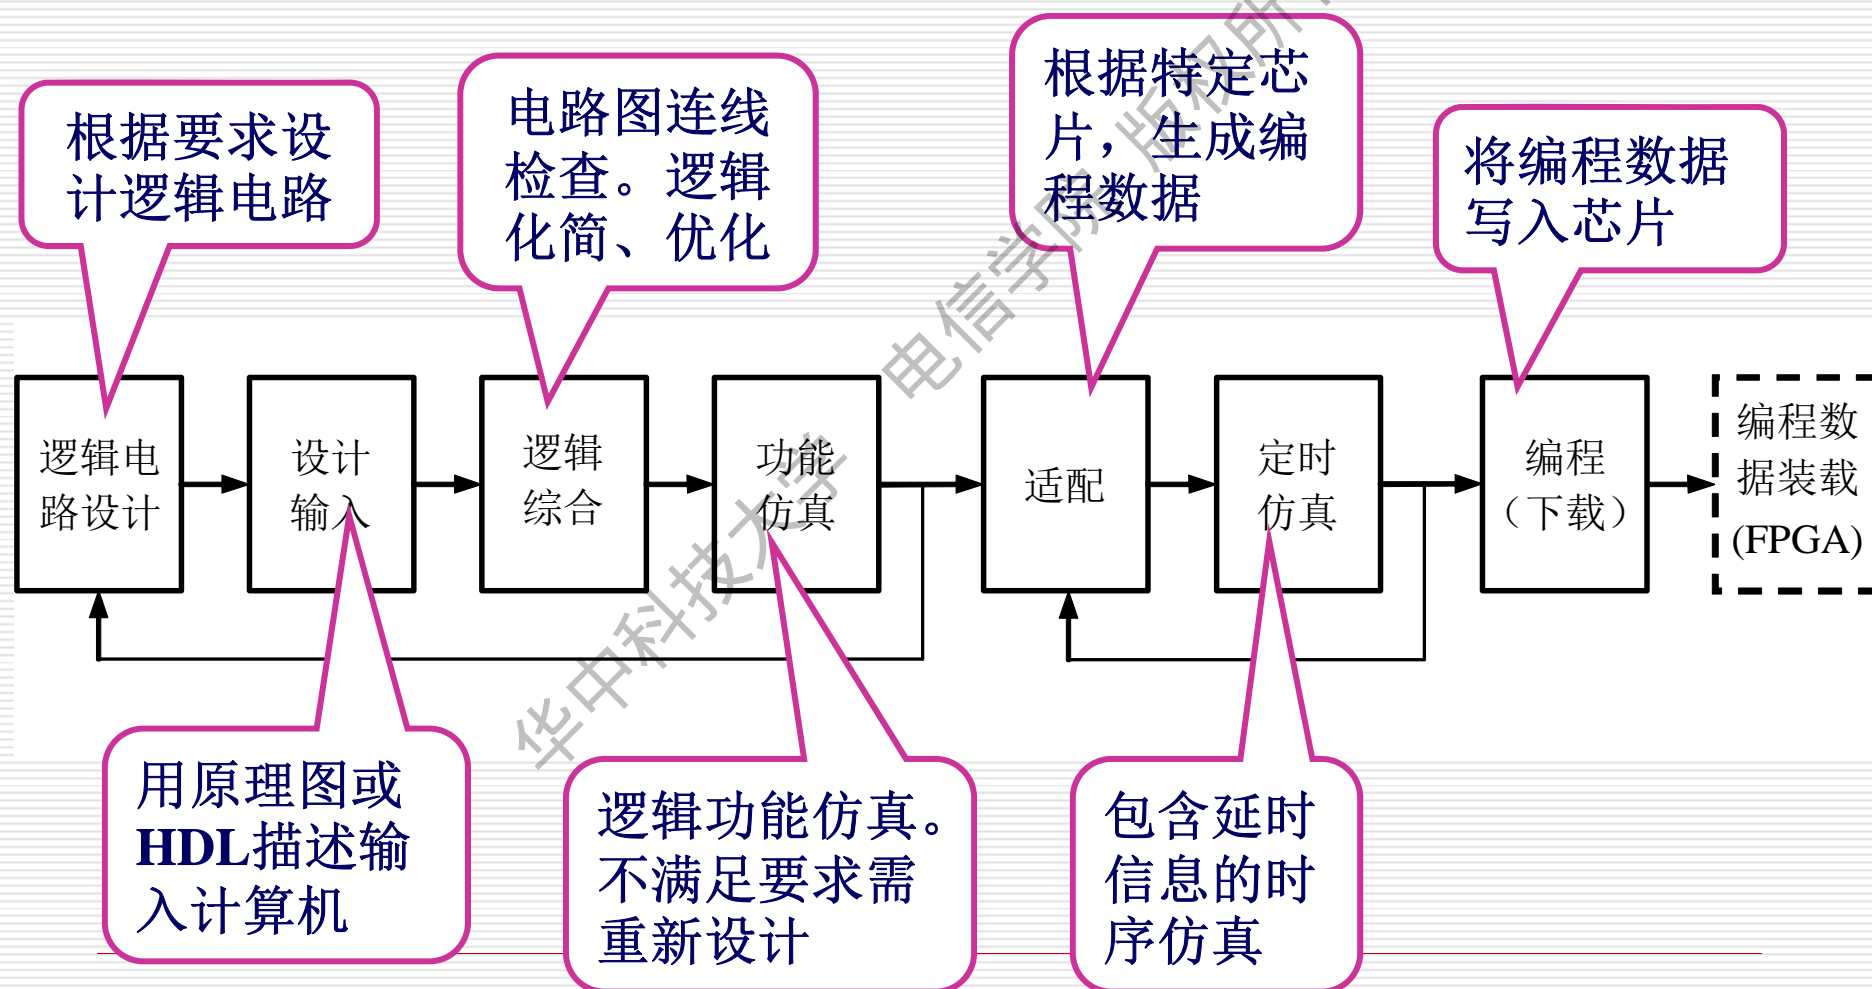 根据要求设
计逻辑电路
电路图连线
检查。逻辑
化简、优化
根据特定芯
片，生成编
程数据
将编程数据
写入芯片
逻辑电
路设计
设计
输入
逻辑
综合
功能
仿真
适配
定时
仿真
编程
（下载）
编程数
据装载
(FPGA)
用原理图或
HDL描述输
入计算机
逻辑功能仿真。
不满足要求需
重新设计
包含延时
信息的时
序仿真
华中科技大学 电信学院 版权所